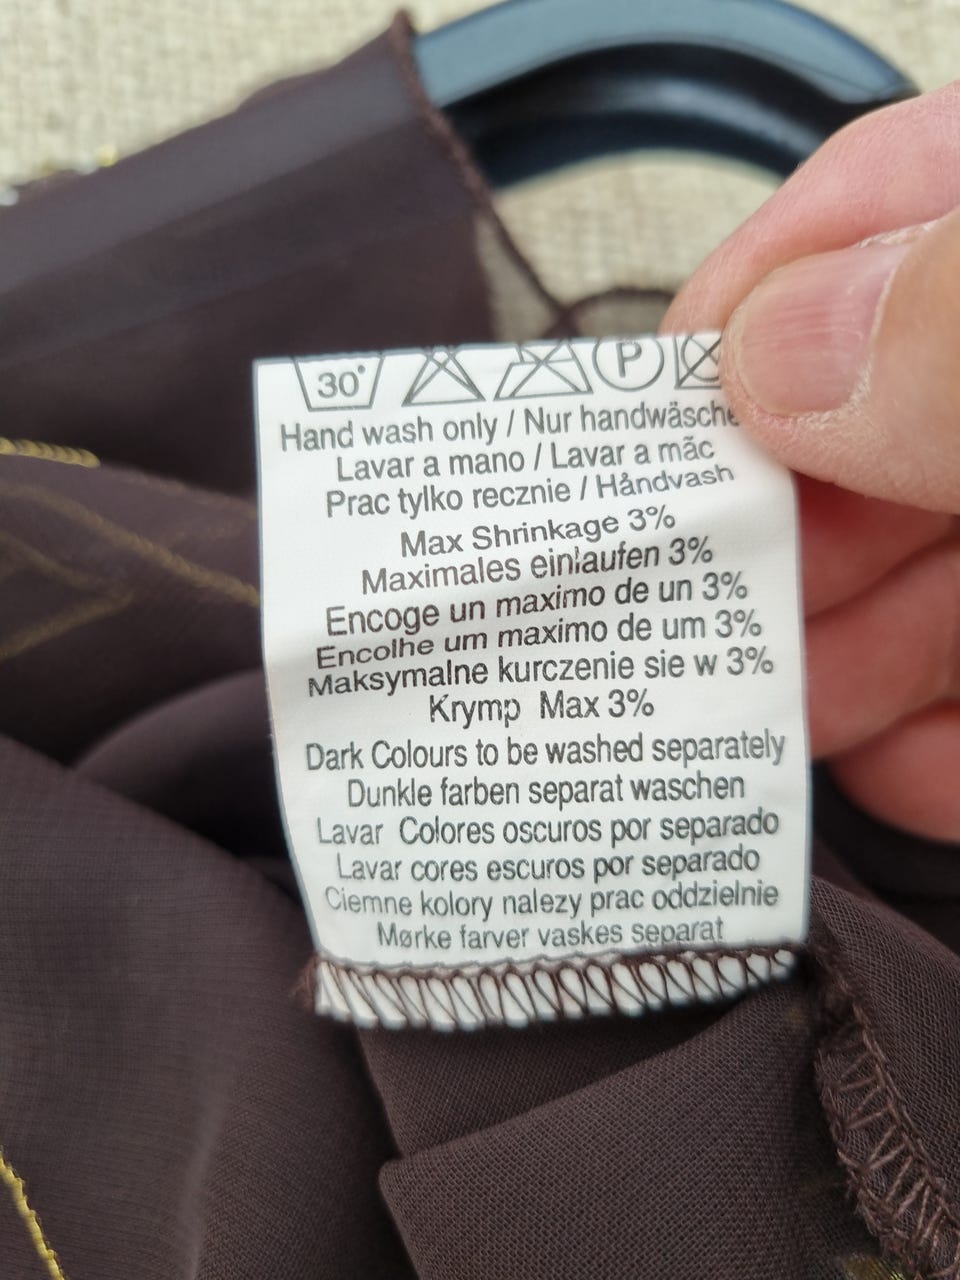 30°
P
Hand wash only / Nur handwäsche
Lavar a mano / Lavar a mãc
Prac tylko recznie / Håndvash
Max Shrinkage 3%
Maximales einlaufen 3%
Encoge un maximo de un 3%
Encolhe um maximo de um 3%
Maksymalne kurczenie sie w 3%
Krymp Max 3%
Dark Colours to be washed separately
Dunkle farben separat waschen
Lavar Colores oscuros por separado
Lavar cores escuros por separado
Ciemne kolory nalezy prac oddzielnie
Mørke farver vaskes separat